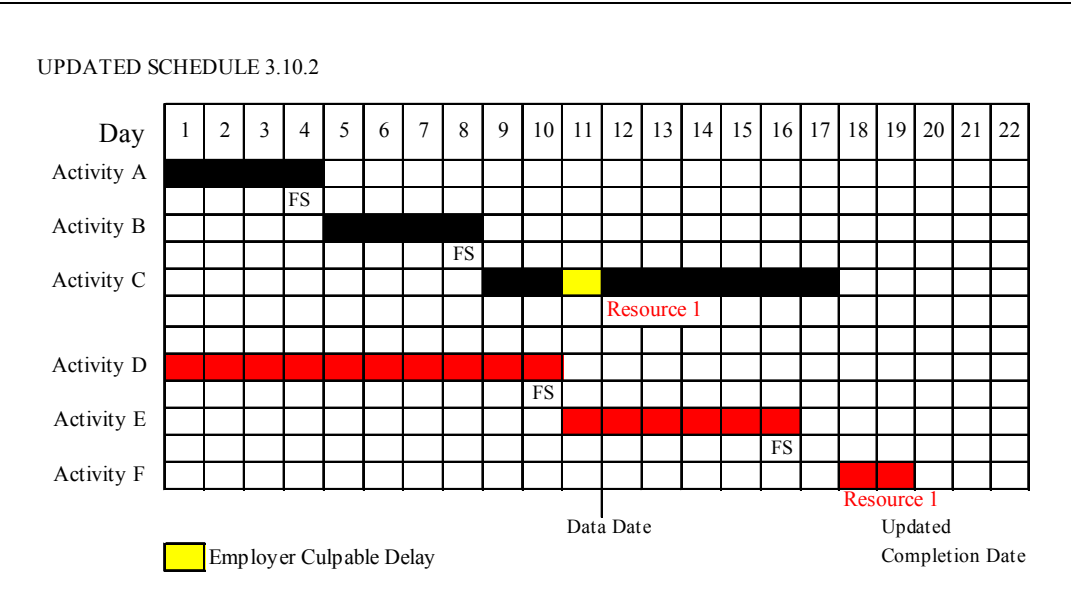 UPDATED SCHEDULE 3.10.2
Day 1 2 3 4 5 6 7 8 9 10 11 12 13 14 15 16 17 18 19 20 21 22
Activity A
FS
Activity B
FS
Activity C
Resource 1
Activity D
FS
Activity E
FS
Activity F
Resource 1
Data Date
Updated
Completion Date
Employer Culpable Delay